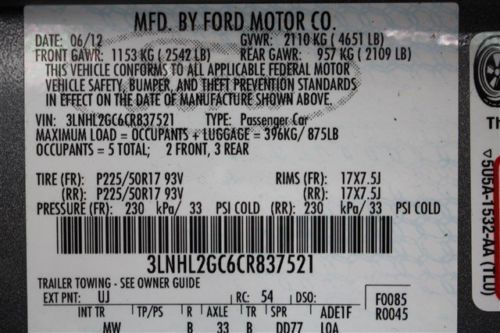 MFD. BY FORD MOTOR CO.
DATE: 06/12 GVWR: 2110 KG ( 4651 LB)
FRONT GAWR: 1153 KG ( 2542 LB) REAR GAWR: 957 KG ( 2109 LB)
THIS VEHICLE CONFORMS TO ALL APPLICABLE FEDERAL MOTOR
VEHICLE SAFETY, BUMPER, AND THEFT PREVENTION STANDARDS
IN EFFECT ON THE DATE OF MANUFACTURE SHOWN ABOVE.
VIN: 3LNHL2GC6CR837521 TYPE: Passenger Car
MAXIMUM LOAD = OCCUPANTS + LUGGAGE = 396KG/ 875LB
OCCUPANTS = 5 TOTAL; 2 FRONT, 3 REAR
TIRE (FR): P225/50R17 93V RIMS (FR): 17X7.5J
(RR): P225/50R17 93V (RR): 17X7.5J
PRESSURE (FR): 230 kPa/ 33 PSI COLD (RR): 230 kPa/ 33 PSI COLD
3LNHL2GC6CR837521
TRAILER TOWING - SEE OWNER GUIDE
EXT PNT: UJ RC: 54 DSO: F0085
INT TR TP/PS R AXLE TR SPR ADE1F R0045
MW B 33 B DD77 L0A
Th
5U5A-1532-AA (TLU)